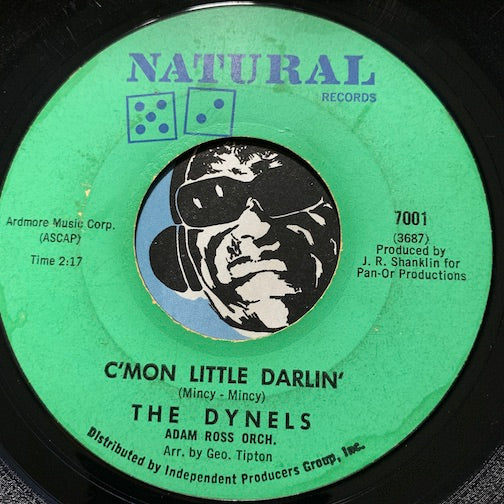 NATURAL
RECORDS
Ardmore Music Corp.
(ASCAP)
Time 2:17
7001
(3687)
Produced by
J. R. Shanklin for
Pan-Or Productions
C'MON LITTLE DARLIN'
(Mincy - Mincy)
THE DYNELS
ADAM ROSS ORCH.
Arr. by Geo. Tipton
Distributed by Independent Producers Group, Inc.